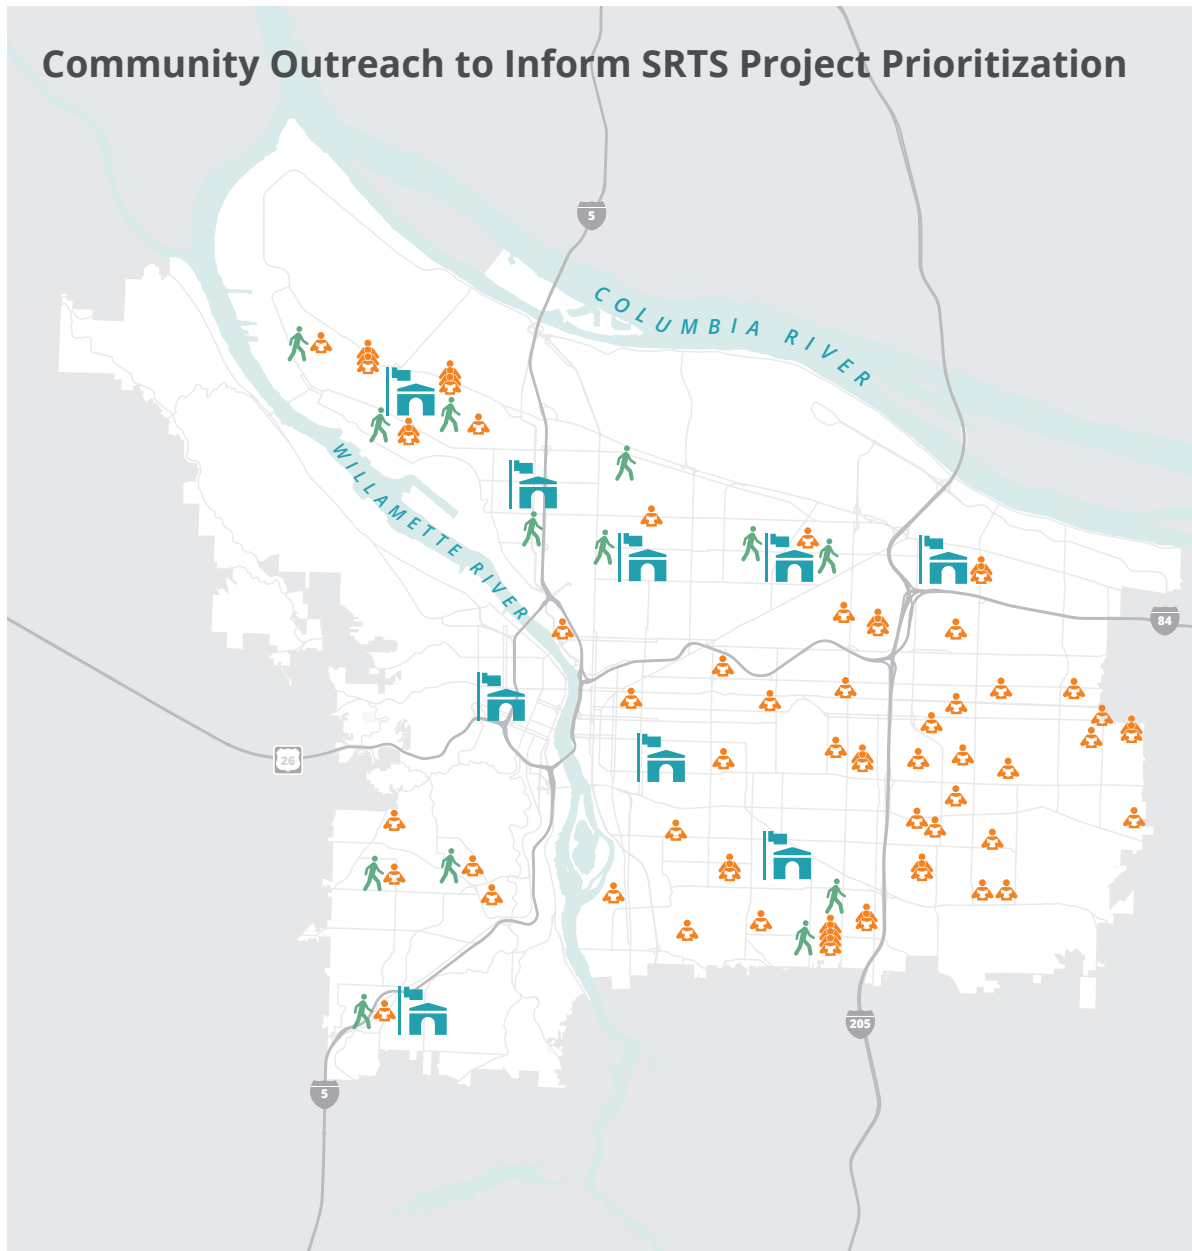 Community Outreach to Inform SRTS Project Prioritization
5
COLUMBIA RIVER
WILLAMETTE RIVER
84
26
205
5